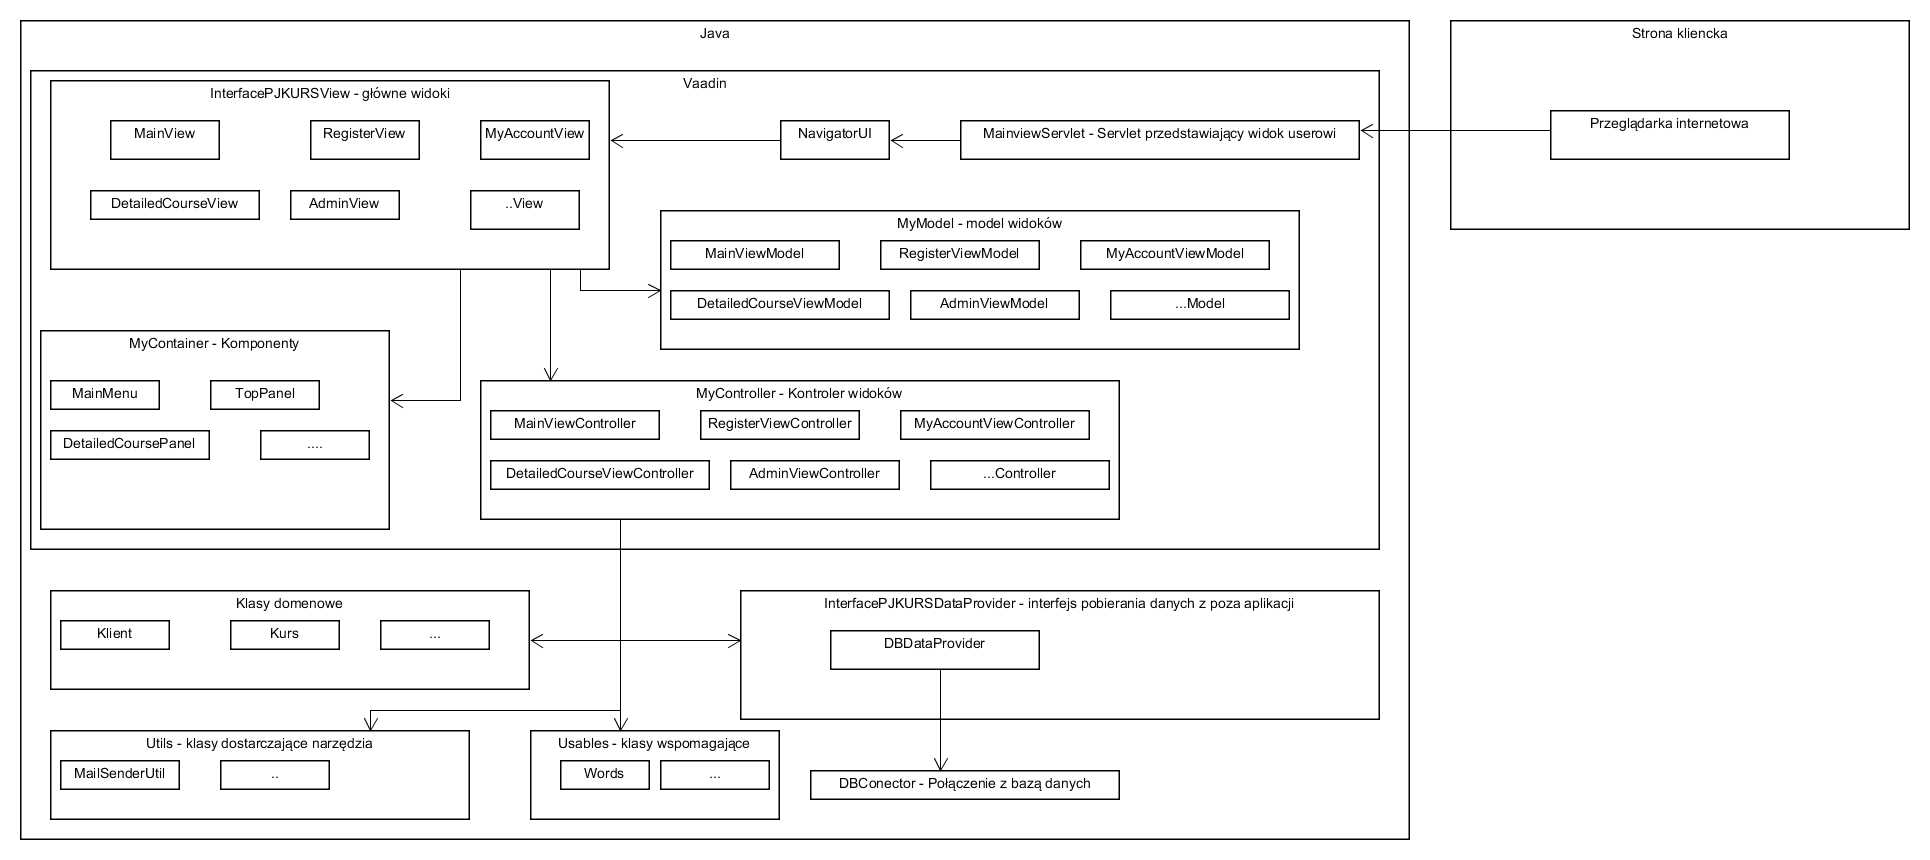 Java
Strona kliencka
Vaadin
InterfacePJKURSView - główne widoki
MainView
RegisterView
MyAccountView
NavigatorUI
MainviewServlet - Servlet przedstawiający widok userowi
Przeglądarka internetowa
DetailedCourseView
AdminView
..View
MyModel - model widoków
MainViewModel
RegisterViewModel
MyAccountViewModel
DetailedCourseViewModel
AdminViewModel
...Model
MyContainer - Komponenty
MainMenu
TopPanel
DetailedCoursePanel
....
MyController - Kontroler widoków
MainViewController
RegisterViewController
MyAccountViewController
DetailedCourseViewController
AdminViewController
...Controller
Klasy domenowe
Klient
Kurs
...
InterfacePJKURSDataProvider - interfejs pobierania danych z poza aplikacji
DBDataProvider
Utils - klasy dostarczające narzędzia
MailSenderUtil
..
Usables - klasy wspomagające
Words
...
DBConector - Połączenie z bazą danych